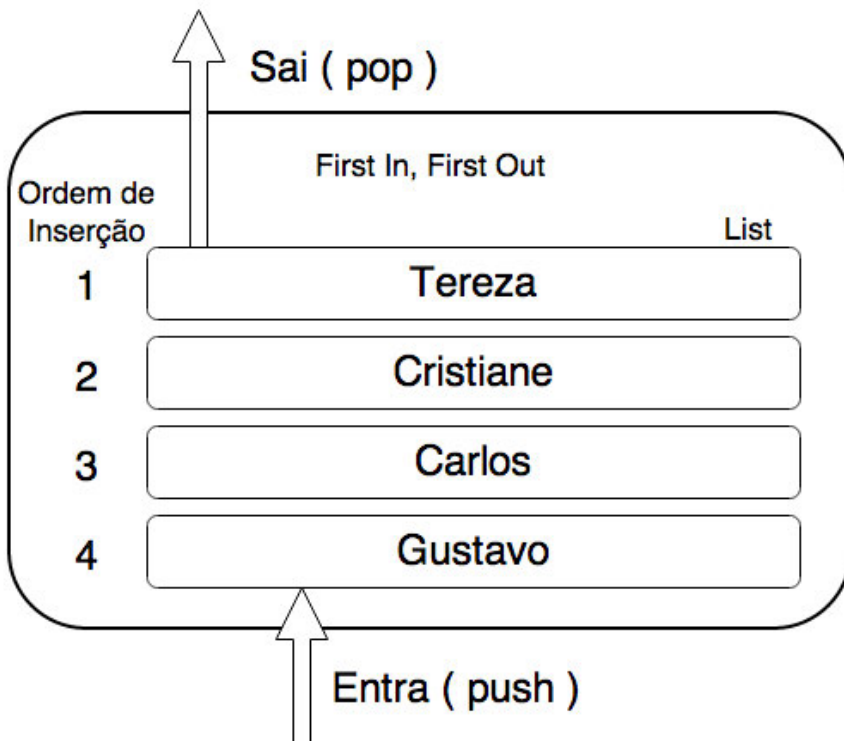 Sai ( pop )
First In, First Out
Ordem de
Inserção
List
1 Tereza
2 Cristiane
3 Carlos
4 Gustavo
Entra ( push )